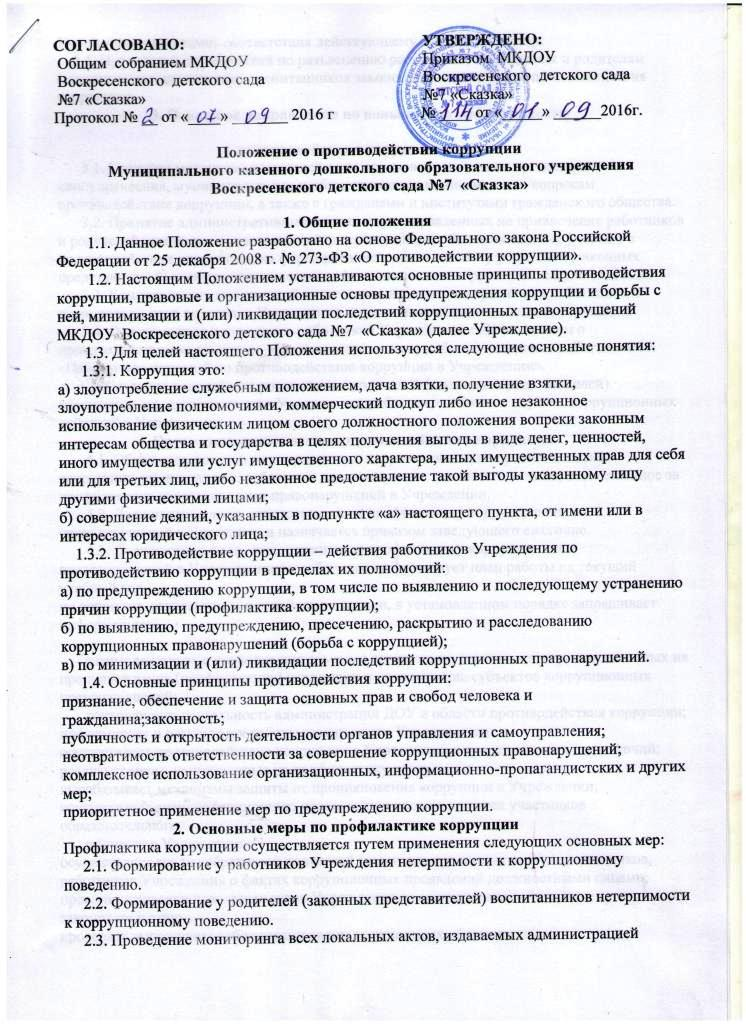 СОГЛАСОВАНО:
Общим собранием МКДОУ
Воскресенского детского сада
№7 «Сказка»
Протокол № 2 от « 07 » 09 2016 г
УТВЕРЖДЕНО:
Приказом МКДОУ
Воскресенского детского сада
№7 «Сказка»
№ 114 от « 01 » 09 2016г.
Положение о противодействии коррупции
Муниципального казенного дошкольного образовательного учреждения
Воскресенского детского сада №7 «Сказка»
1. Общие положения
1.1. Данное Положение разработано на основе Федерального закона Российской
Федерации от 25 декабря 2008 г. № 273-ФЗ «О противодействии коррупции».
1.2. Настоящим Положением устанавливаются основные принципы противодействия
коррупции, правовые и организационные основы предупреждения коррупции и борьбы с
ней, минимизации и (или) ликвидации последствий коррупционных правонарушений
МКДОУ Воскресенского детского сада №7 «Сказка» (далее Учреждение).
1.3. Для целей настоящего Положения используются следующие основные понятия:
1.3.1. Коррупция это:
а) злоупотребление служебным положением, дача взятки, получение взятки,
злоупотребление полномочиями, коммерческий подкуп либо иное незаконное
использование физическим лицом своего должностного положения вопреки законным
интересам общества и государства в целях получения выгоды в виде денег, ценностей,
иного имущества или услуг имущественного характера, иных имущественных прав для себя
или для третьих лиц, либо незаконное предоставление такой выгоды указанному лицу
другими физическими лицами;
б) совершение деяний, указанных в подпункте «а» настоящего пункта, от имени или в
интересах юридического лица;
1.3.2. Противодействие коррупции – действия работников Учреждения по
противодействию коррупции в пределах их полномочий:
а) по предупреждению коррупции, в том числе по выявлению и последующему устранению
причин коррупции (профилактика коррупции);
б) по выявлению, предупреждению, пресечению, раскрытию и расследованию
коррупционных правонарушений (борьба с коррупцией);
в) по минимизации и (или) ликвидации последствий коррупционных правонарушений.
1.4. Основные принципы противодействия коррупции:
признание, обеспечение и защита основных прав и свобод человека и
гражданина;законность;
публичность и открытость деятельности органов управления и самоуправления;
неотвратимость ответственности за совершение коррупционных правонарушений;
комплексное использование организационных, информационно-пропагандистских и других
мер;
приоритетное применение мер по предупреждению коррупции.
2. Основные меры по профилактике коррупции
Профилактика коррупции осуществляется путем применения следующих основных мер:
2.1. Формирование у работников Учреждения нетерпимости к коррупционному
поведению.
2.2. Формирование у родителей (законных представителей) воспитанников нетерпимости
к коррупционному поведению.
2.3. Проведение мониторинга всех локальных актов, издаваемых администрацией